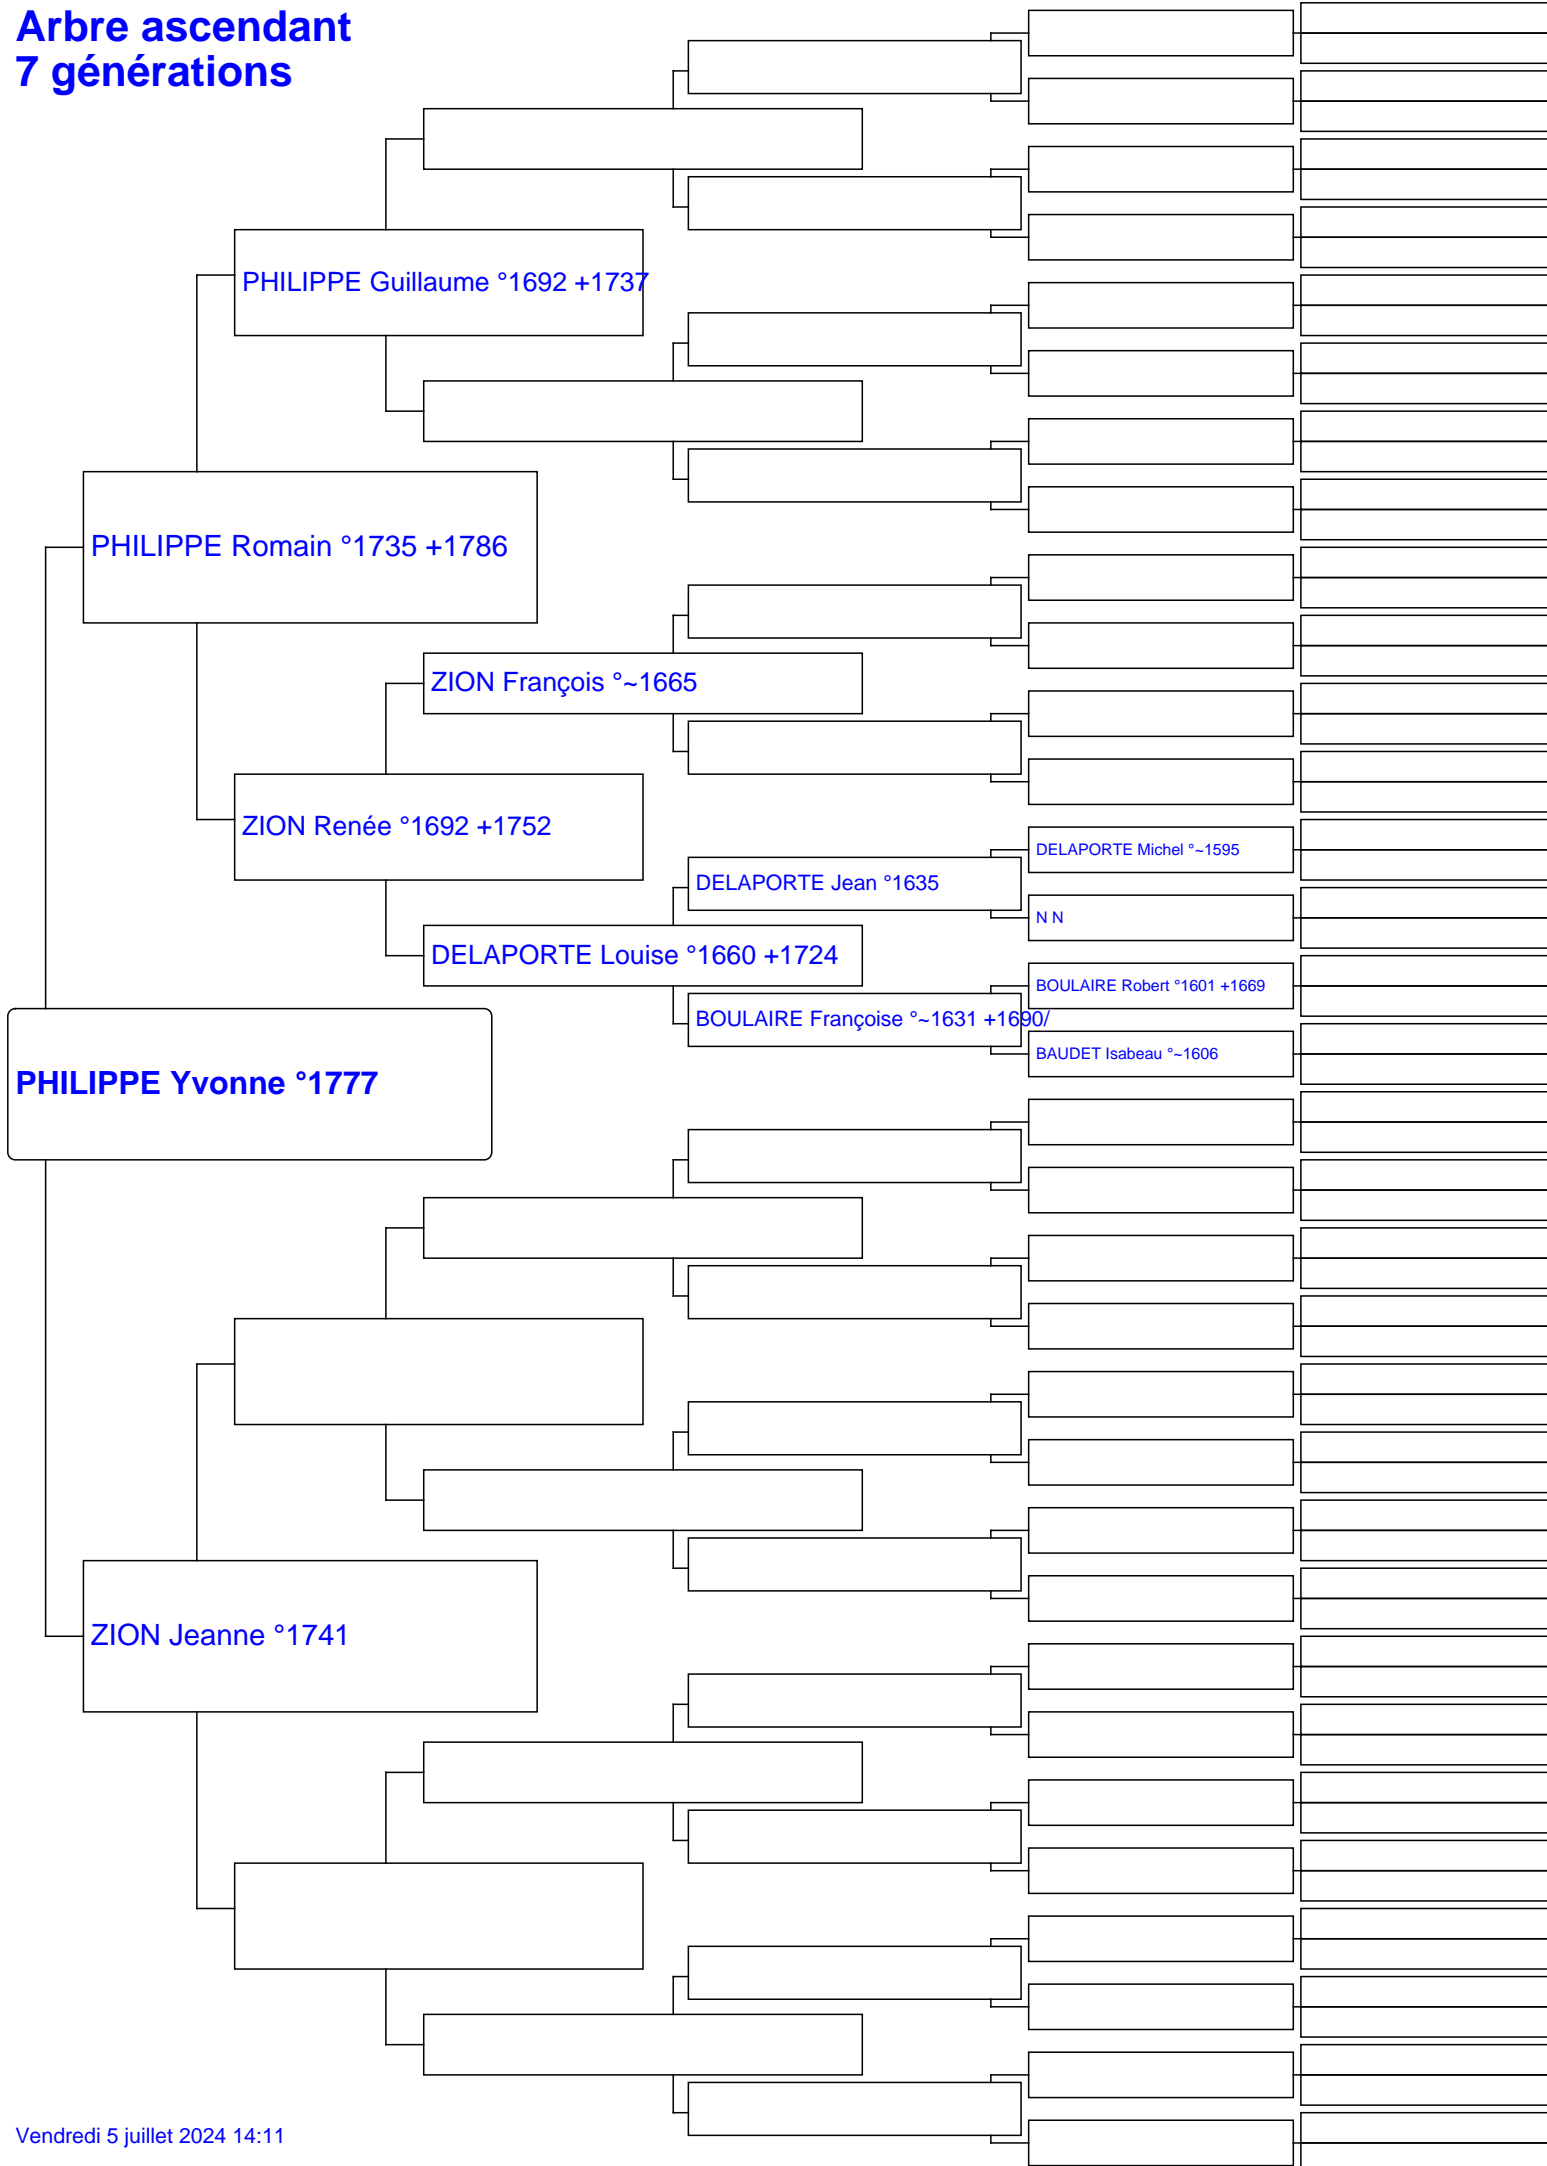 Arbre ascendant
7 générations
PHILIPPE Guillaume °1692 +1737
PHILIPPE Romain °1735 +1786
ZION François °~1665
ZION Renée °1692 +1752
DELAPORTE Michel °~1595
DELAPORTE Jean °1635
N N
DELAPORTE Louise °1660 +1724
BOULAIRE Robert °1601 +1669
BOULAIRE Françoise °~1631 +1690/
BAUDET Isabeau °~1606
PHILIPPE Yvonne °1777
ZION Jeanne °1741
Vendredi 5 juillet 2024 14:11